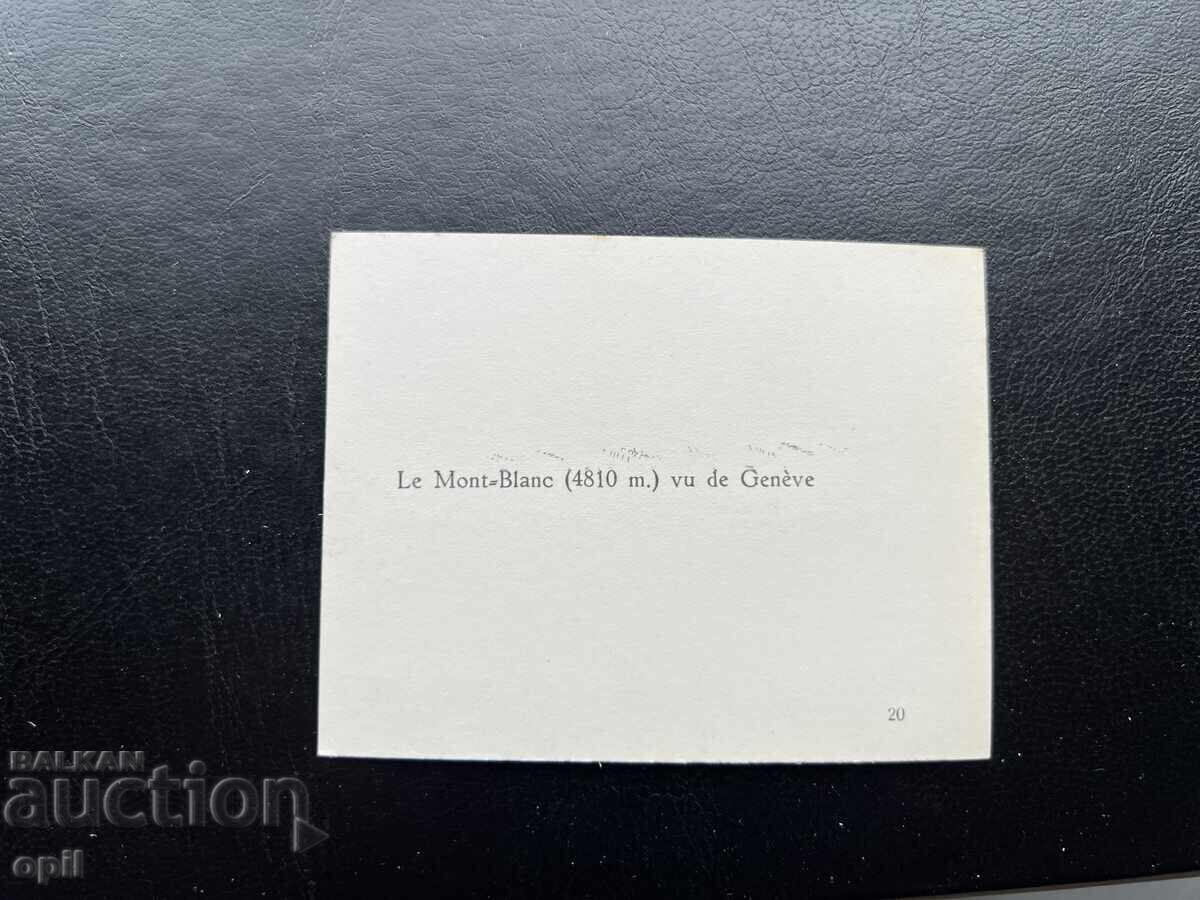 Le Mont-Blanc (4810 m.) vu de Genève
20
BALKAN
auction
opil